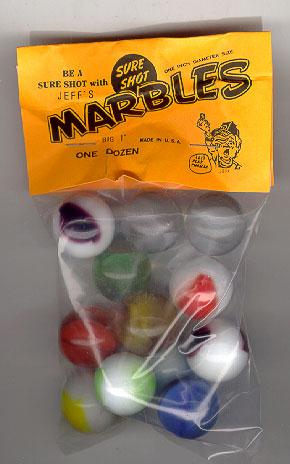 BE A
SURE SHOT with
JEFF'S
SURE
SHOT
ONE INCH DIAMETER SIZE
MARBLES
BIG 1"
MADE IN U.S.A.
ONE DOZEN